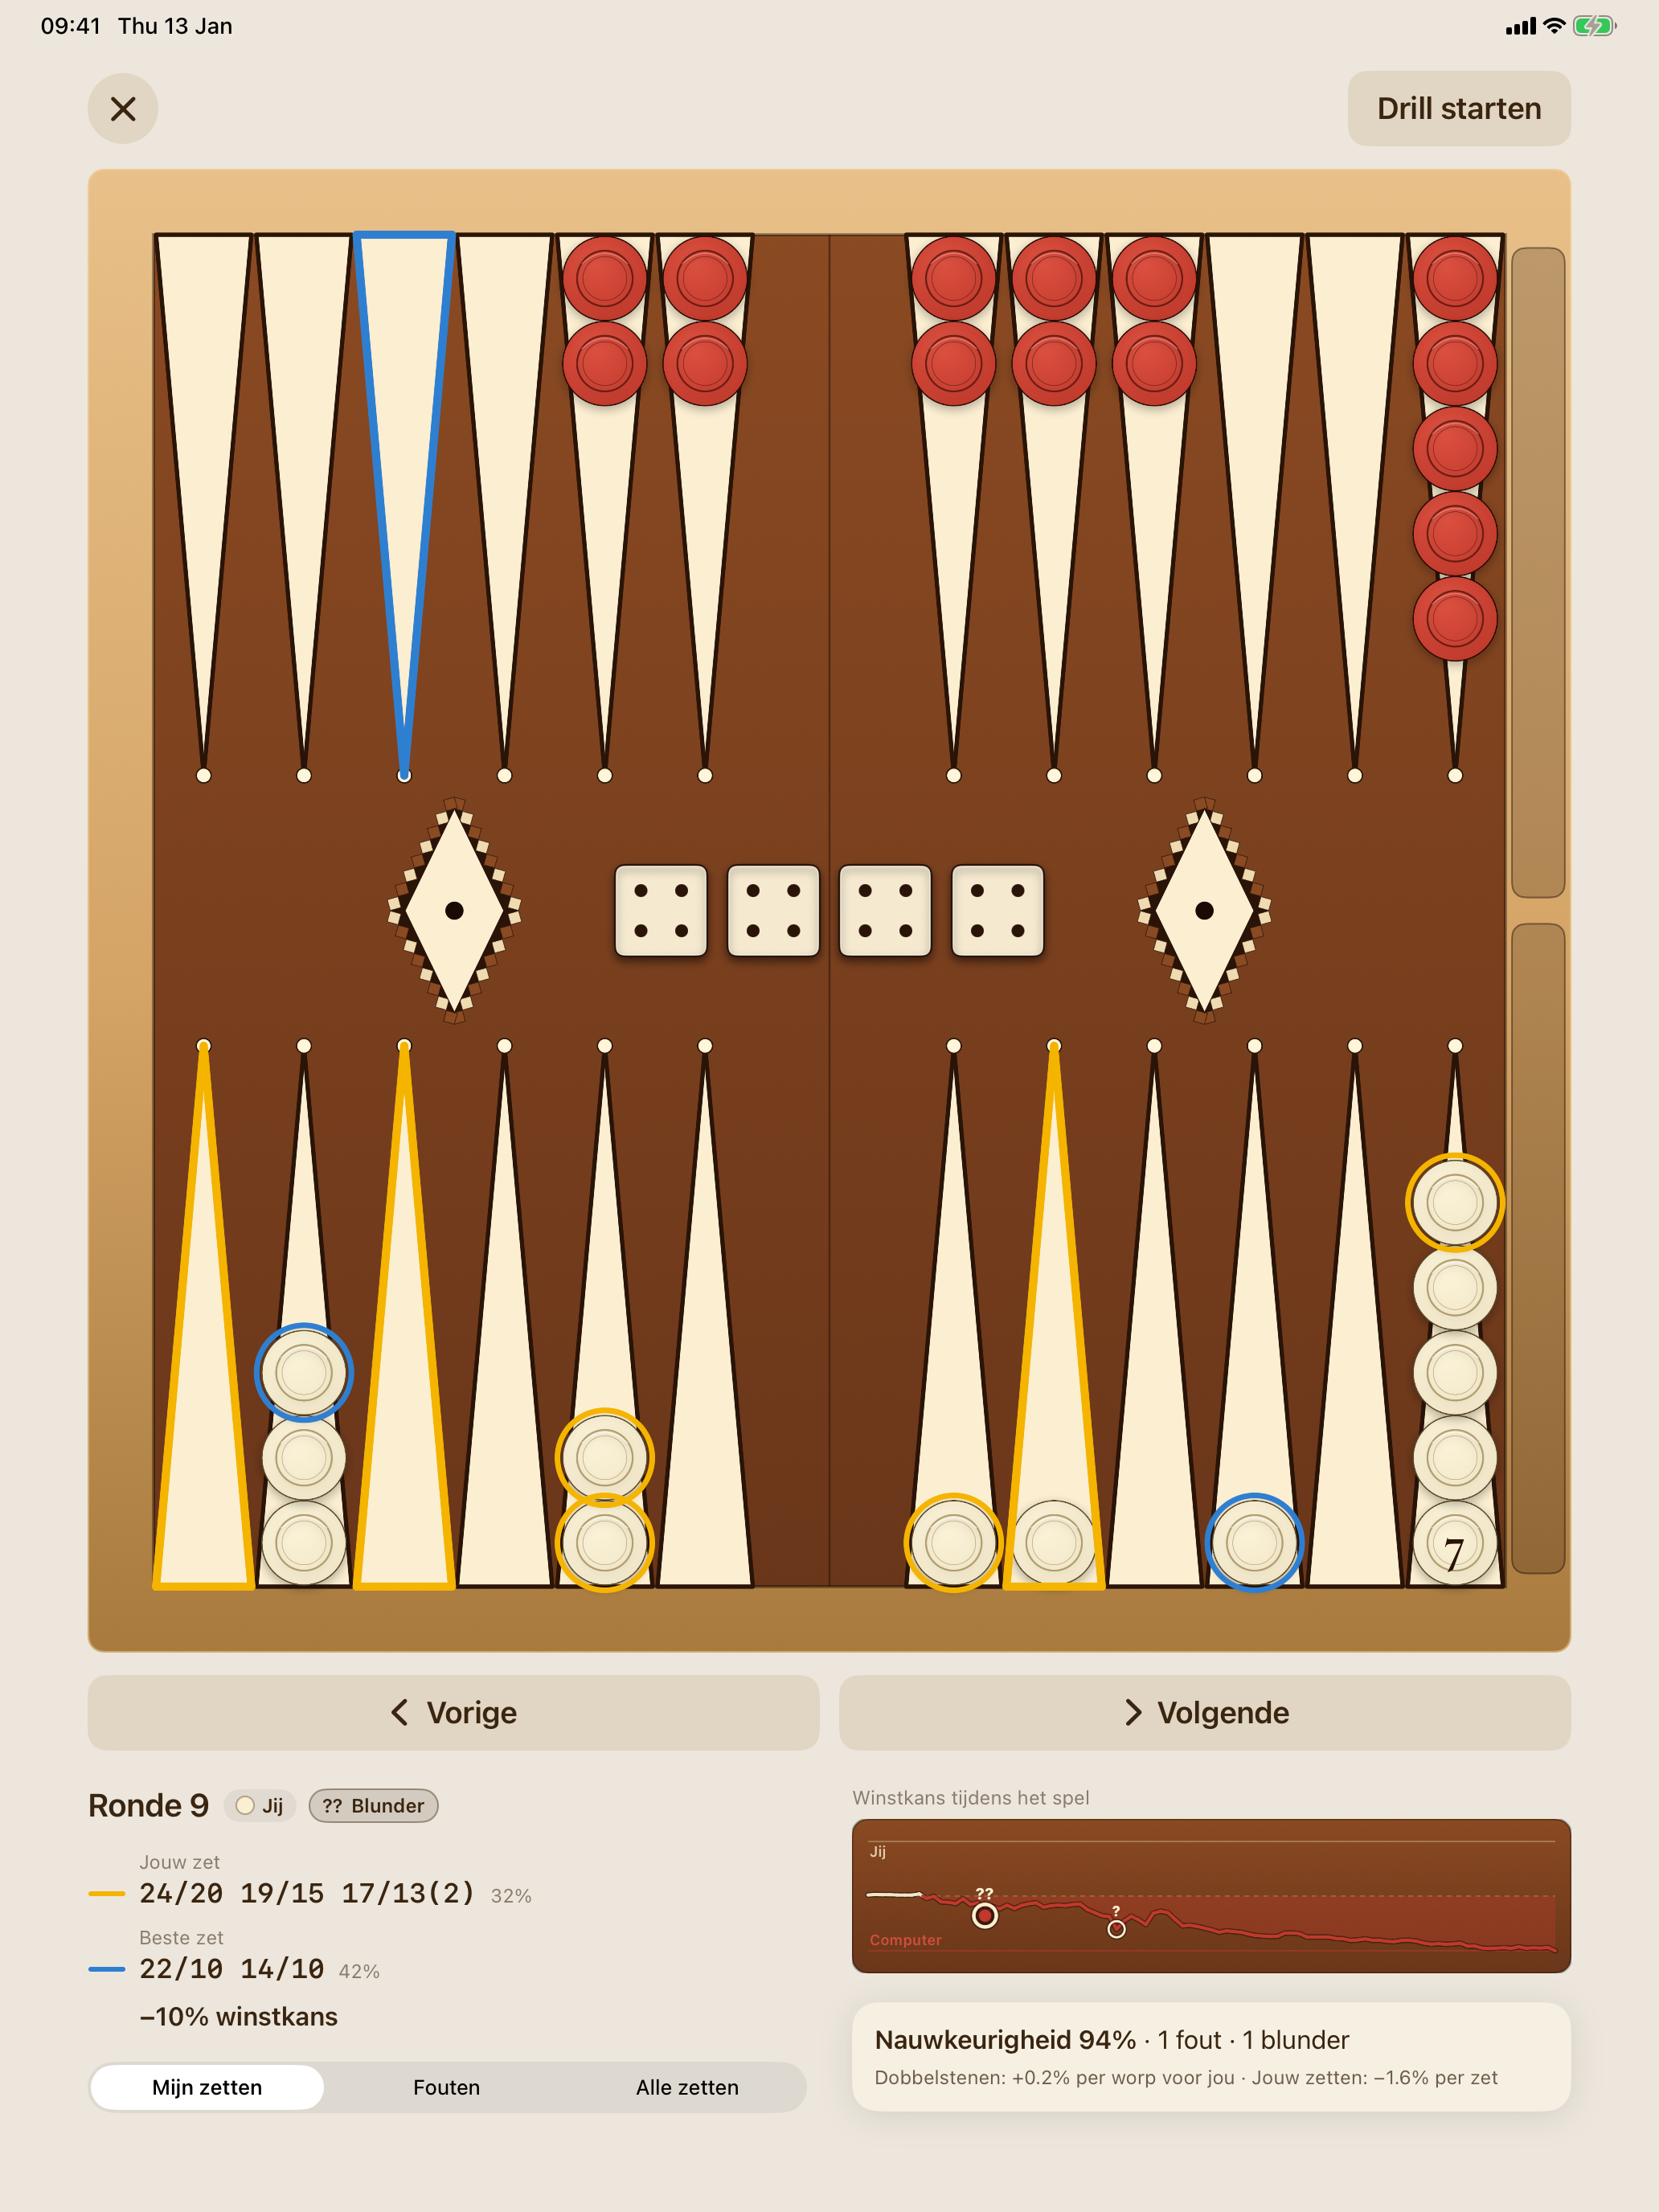 09:41 Thu 13 Jan
Drill starten
7
Vorige
Volgende
Ronde 9
Jij
?? Blunder
Jouw zet
24/20 19/15 17/13(2) 32%
Beste zet
22/10 14/10 42%
−10% winstkans
Mijn zetten
Fouten
Alle zetten
Winstkans tijdens het spel
Jij
??
?
Computer
Nauwkeurigheid 94% · 1 fout · 1 blunder
Dobbelstenen: +0.2% per worp voor jou · Jouw zetten: −1.6% per zet